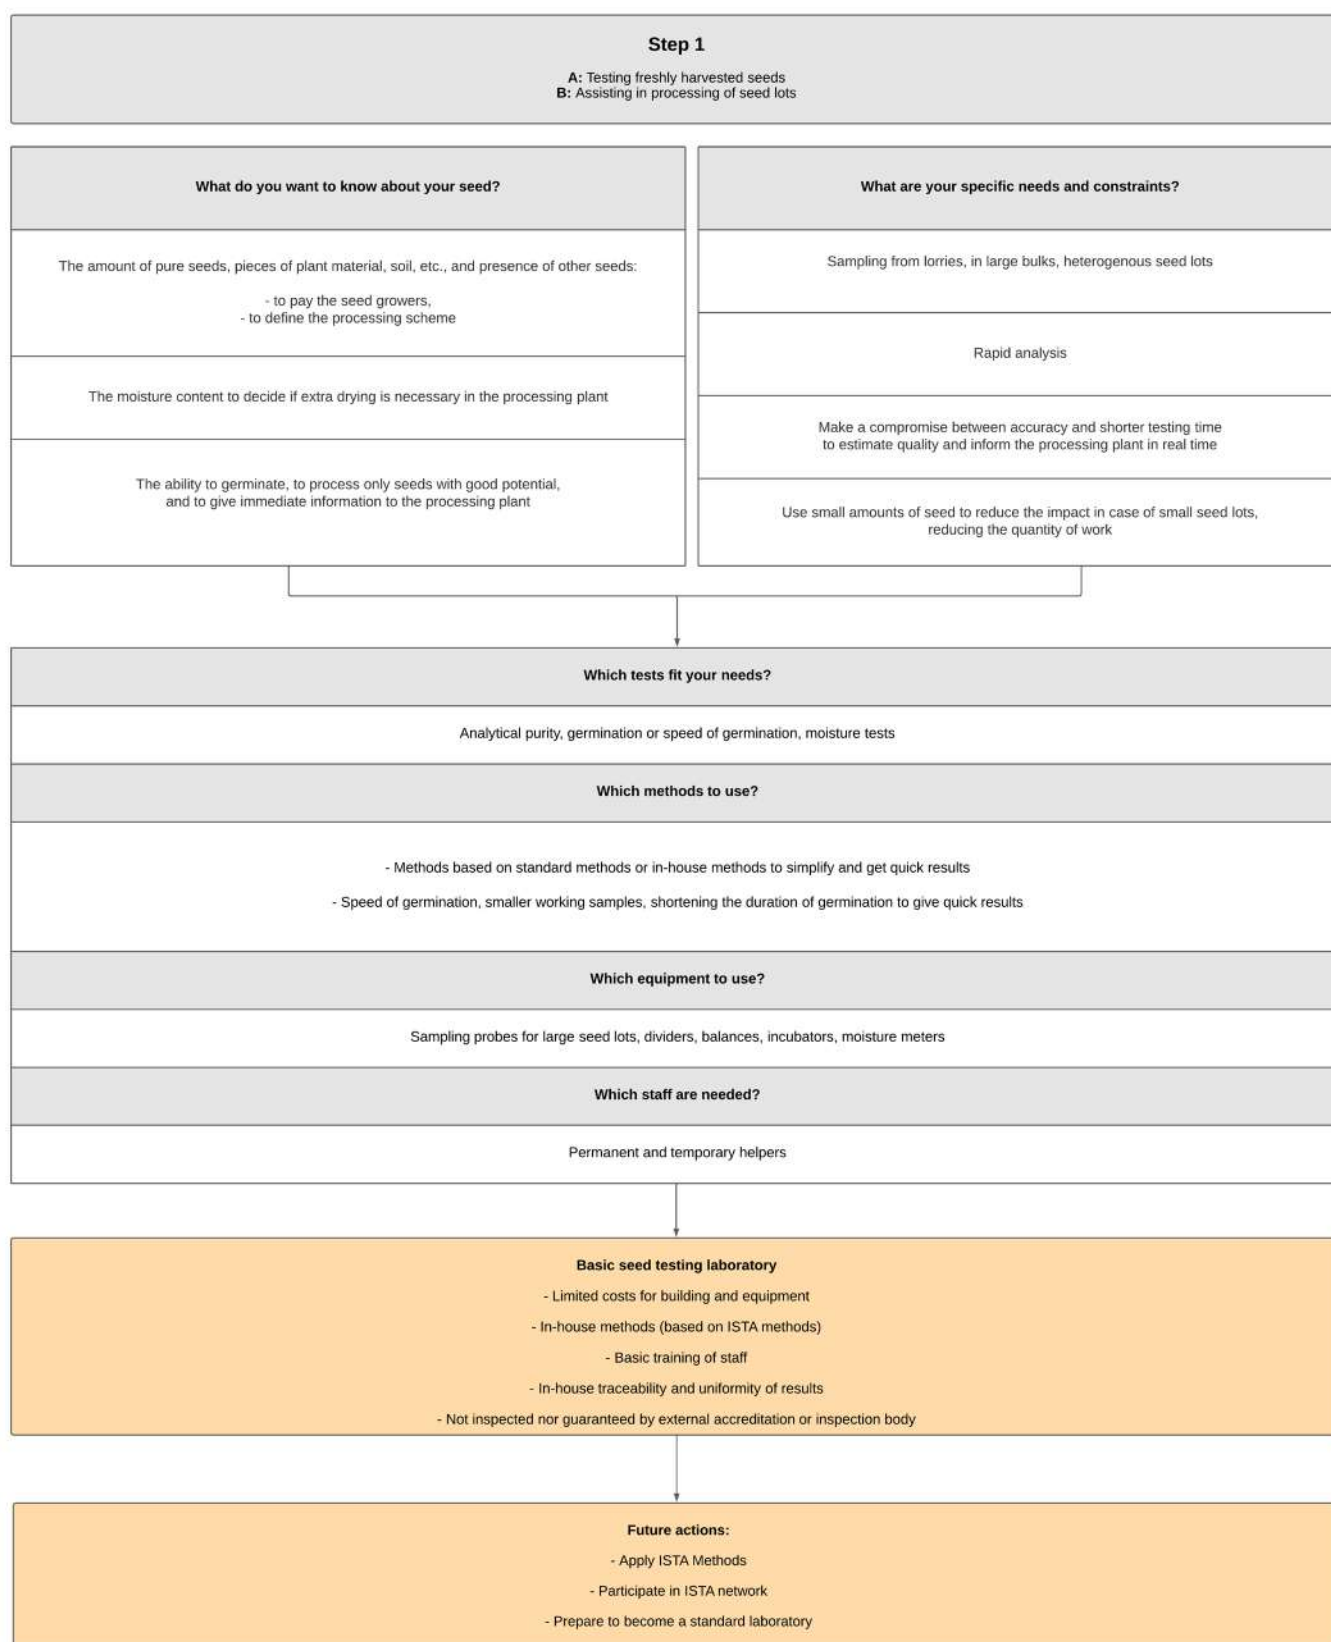 Step 1
A: Testing freshly harvested seeds
B: Assisting in processing of seed lots
What do you want to know about your seed?
The amount of pure seeds, pieces of plant material, soil, etc., and presence of other seeds:
- to pay the seed growers,
- to define the processing scheme
The moisture content to decide if extra drying is necessary in the processing plant
The ability to germinate, to process only seeds with good potential,
and to give immediate information to the processing plant
What are your specific needs and constraints?
Sampling from lorries, in large bulks, heterogenous seed lots
Rapid analysis
Make a compromise between accuracy and shorter testing time
to estimate quality and inform the processing plant in real time
Use small amounts of seed to reduce the impact in case of small seed lots,
reducing the quantity of work
Which tests fit your needs?
Analytical purity, germination or speed of germination, moisture tests
Which methods to use?
- Methods based on standard methods or in-house methods to simplify and get quick results
- Speed of germination, smaller working samples, shortening the duration of germination to give quick results
Which equipment to use?
Sampling probes for large seed lots, dividers, balances, incubators, moisture meters
Which staff are needed?
Permanent and temporary helpers
Basic seed testing laboratory
- Limited costs for building and equipment
- In-house methods (based on ISTA methods)
- Basic training of staff
- In-house traceability and uniformity of results
- Not inspected nor guaranteed by external accreditation or inspection body
Future actions:
- Apply ISTA Methods
- Participate in ISTA network
- Prepare to become a standard laboratory